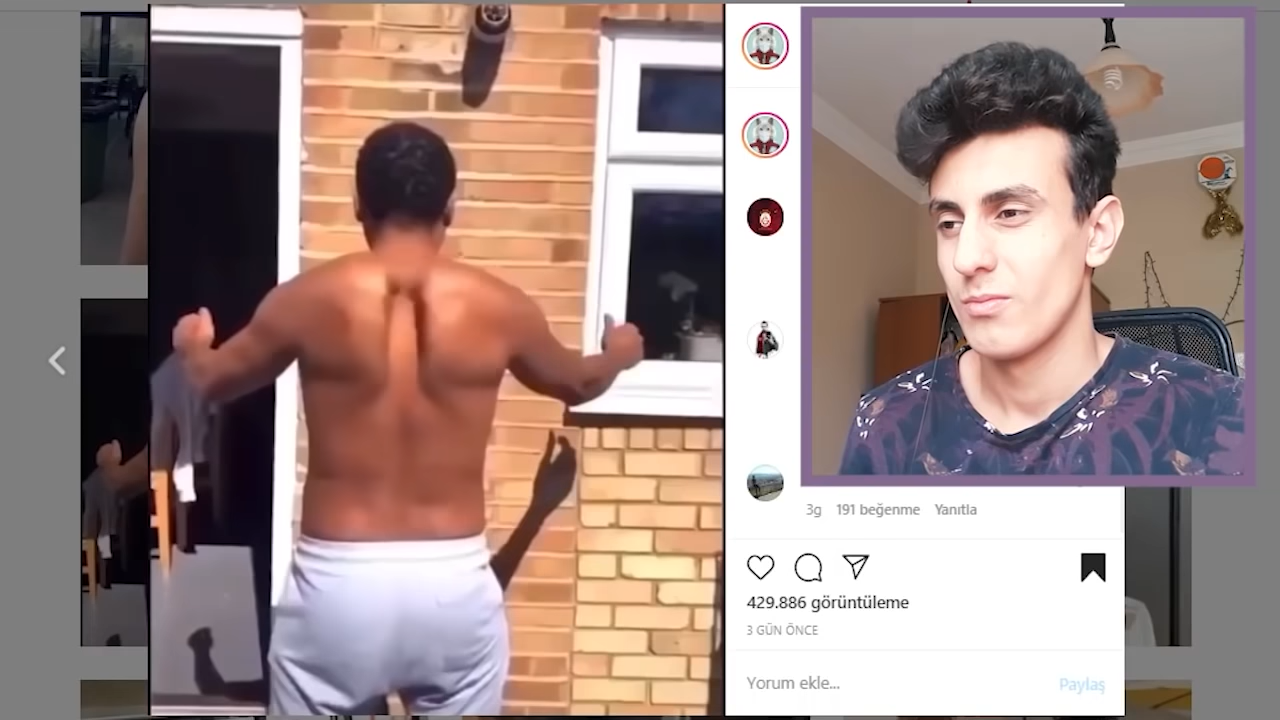 3g 191 beğenme Yanıtla
429.886 görüntüleme
3 GÜN ÖNCE
Yorum ekle... Paylaş